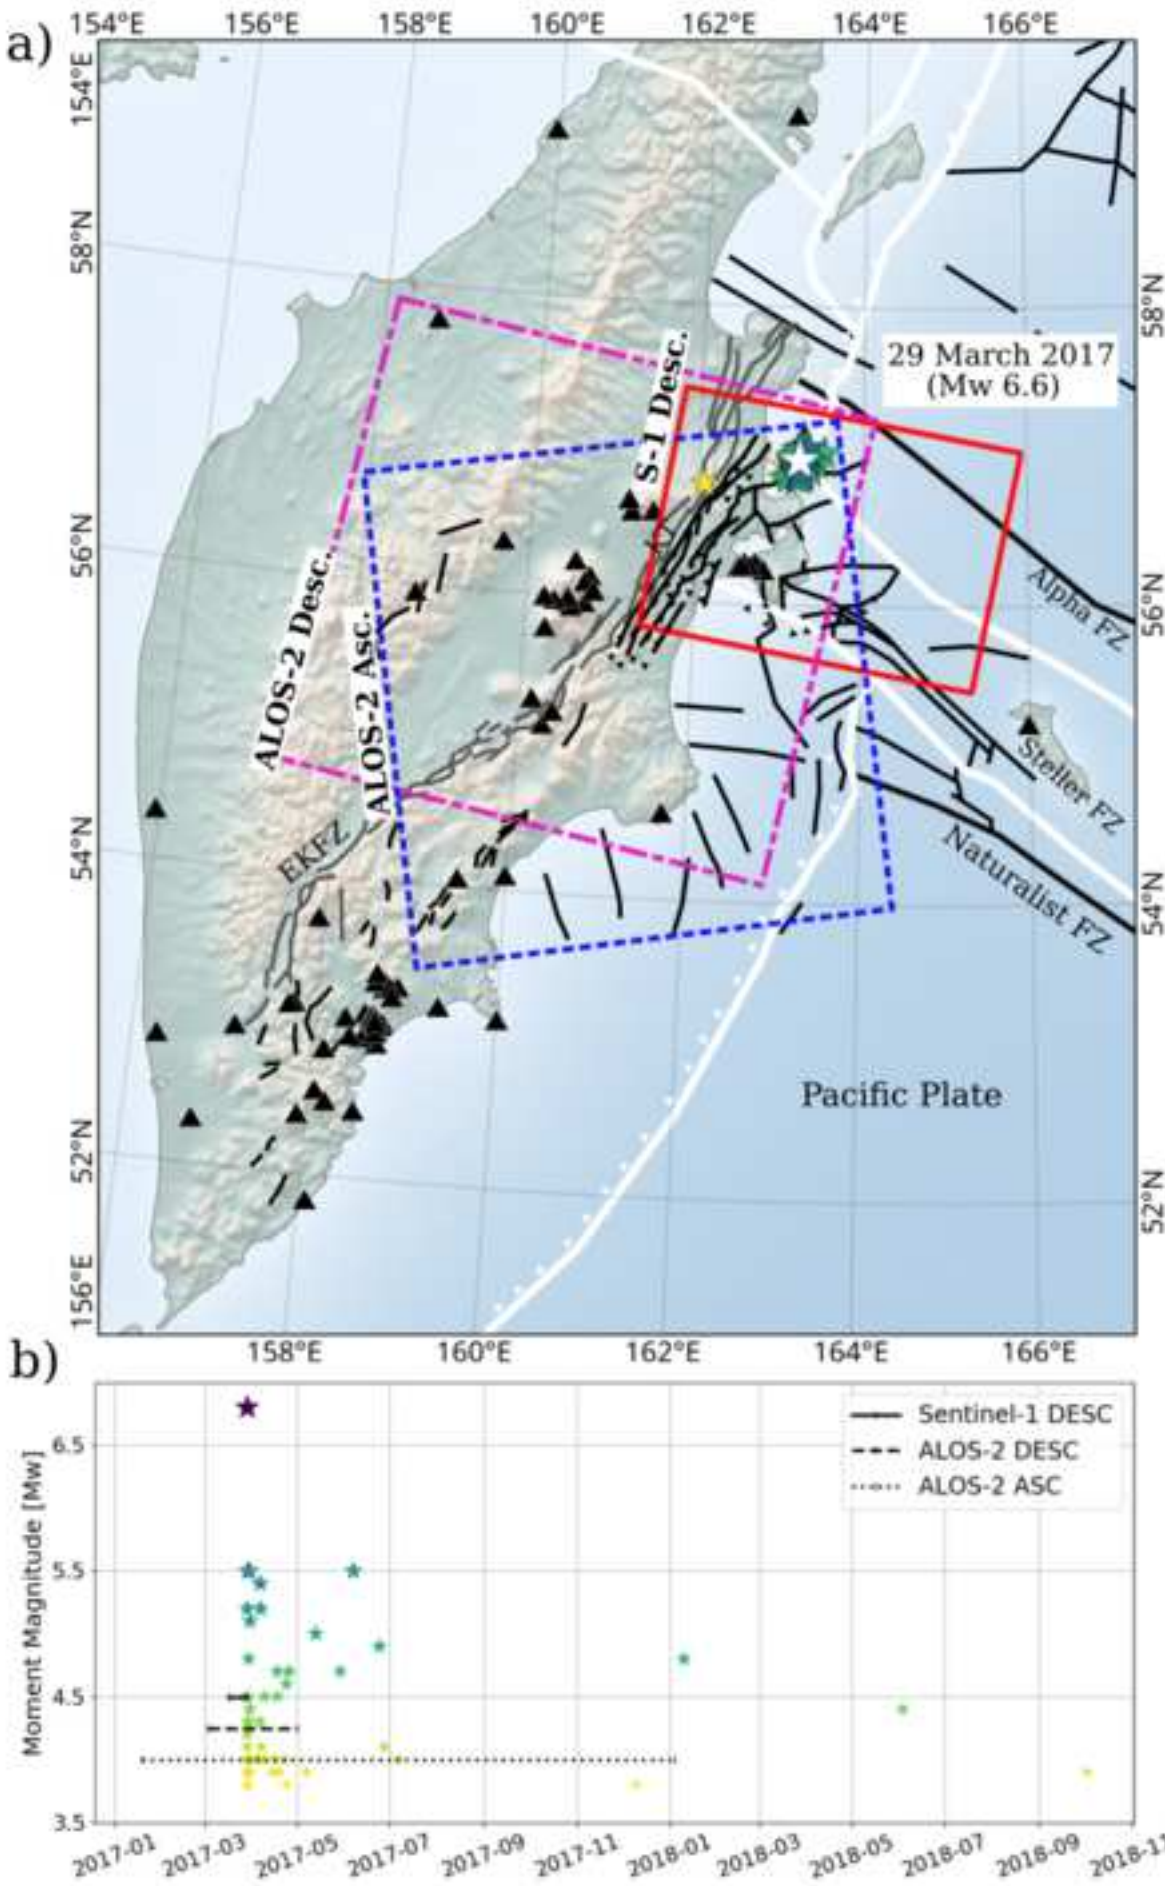 a)
154°E 156°E 158°E 160°E 162°E 164°E 166°E
154°E
58°N
58°N
29 March 2017
(Mw 6.6)
S-1 Desc.
56°N
56°N
Alpha FZ
ALOS-2 Desc.
ALOS-2 Asc.
Steller FZ
54°N
EKFZ
Naturalist FZ
54°N
Pacific Plate
52°N
52°N
156°E
158°E 160°E 162°E 164°E 166°E
b)
Moment Magnitude [Mw]
Sentinel-1 DESC
ALOS-2 DESC
ALOS-2 ASC
6.5
5.5
4.5
3.5
2017-01 2017-03 2017-05 2017-07 2017-09 2017-11 2018-01 2018-03 2018-05 2018-07 2018-09 2018-11